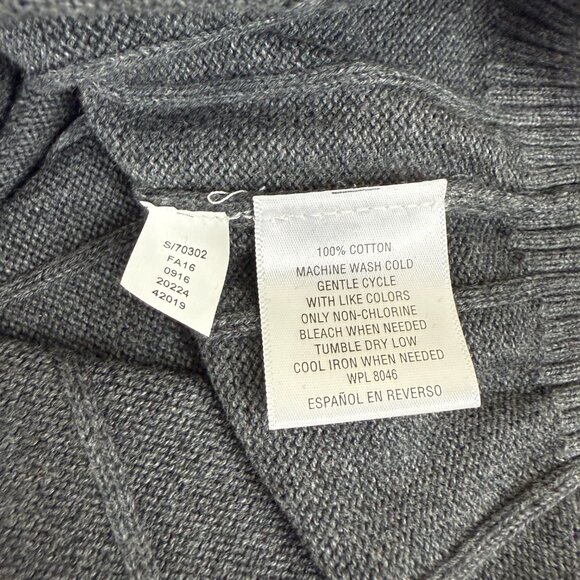 S/70302
FA16
0916
20224
42019
100% COTTON
MACHINE WASH COLD
GENTLE CYCLE
WITH LIKE COLORS
ONLY NON-CHLORINE
BLEACH WHEN NEEDED
TUMBLE DRY LOW
COOL IRON WHEN NEEDED
WPL 8046
ESPAÑOL EN REVERSO